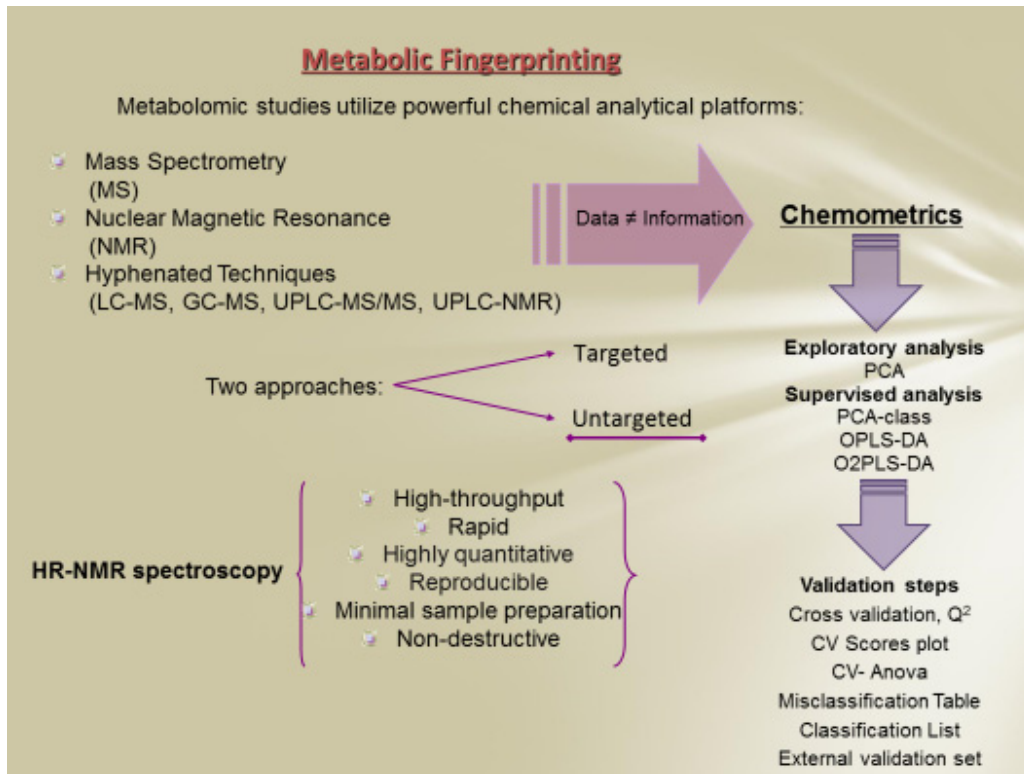 Metabolic Fingerprinting
Metabolomic studies utilize powerful chemical analytical platforms:
Mass Spectrometry
(MS)
Nuclear Magnetic Resonance
(NMR)
Hyphenated Techniques
(LC-MS, GC-MS, UPLC-MS/MS, UPLC-NMR)
Data ≠ Information
Chemometrics
Two approaches:
Targeted
Untargeted
Exploratory analysis
PCA
Supervised analysis
PCA-class
OPLS-DA
O2PLS-DA
HR-NMR spectroscopy
High-throughput
Rapid
Highly quantitative
Reproducible
Minimal sample preparation
Non-destructive
Validation steps
Cross validation, Q²
CV Scores plot
CV- Anova
Misclassification Table
Classification List
External validation set